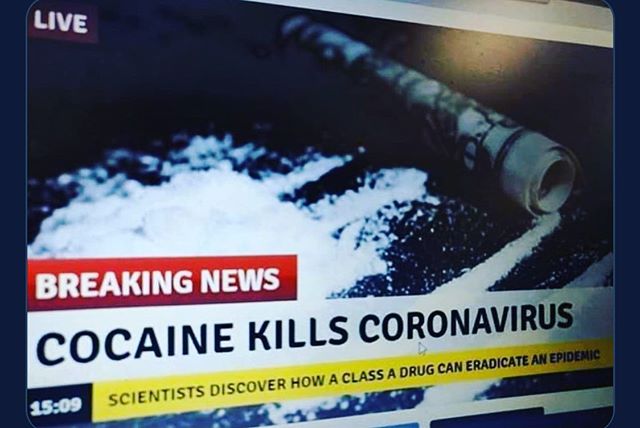 LIVE
BREAKING NEWS
COCAINE KILLS CORONAVIRUS
15:09
SCIENTISTS DISCOVER HOW A CLASS A DRUG CAN ERADICATE AN EPIDEMIC